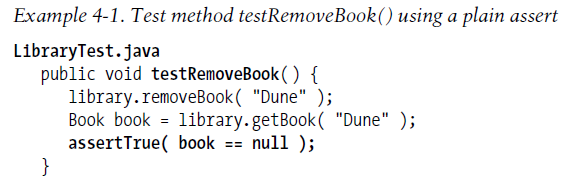 Example 4-1. Test method testRemoveBook() using a plain assert
LibraryTest.java
public void testRemoveBook() {
library.removeBook( "Dune" );
Book book = library.getBook( "Dune" );
assertTrue( book == null );
}